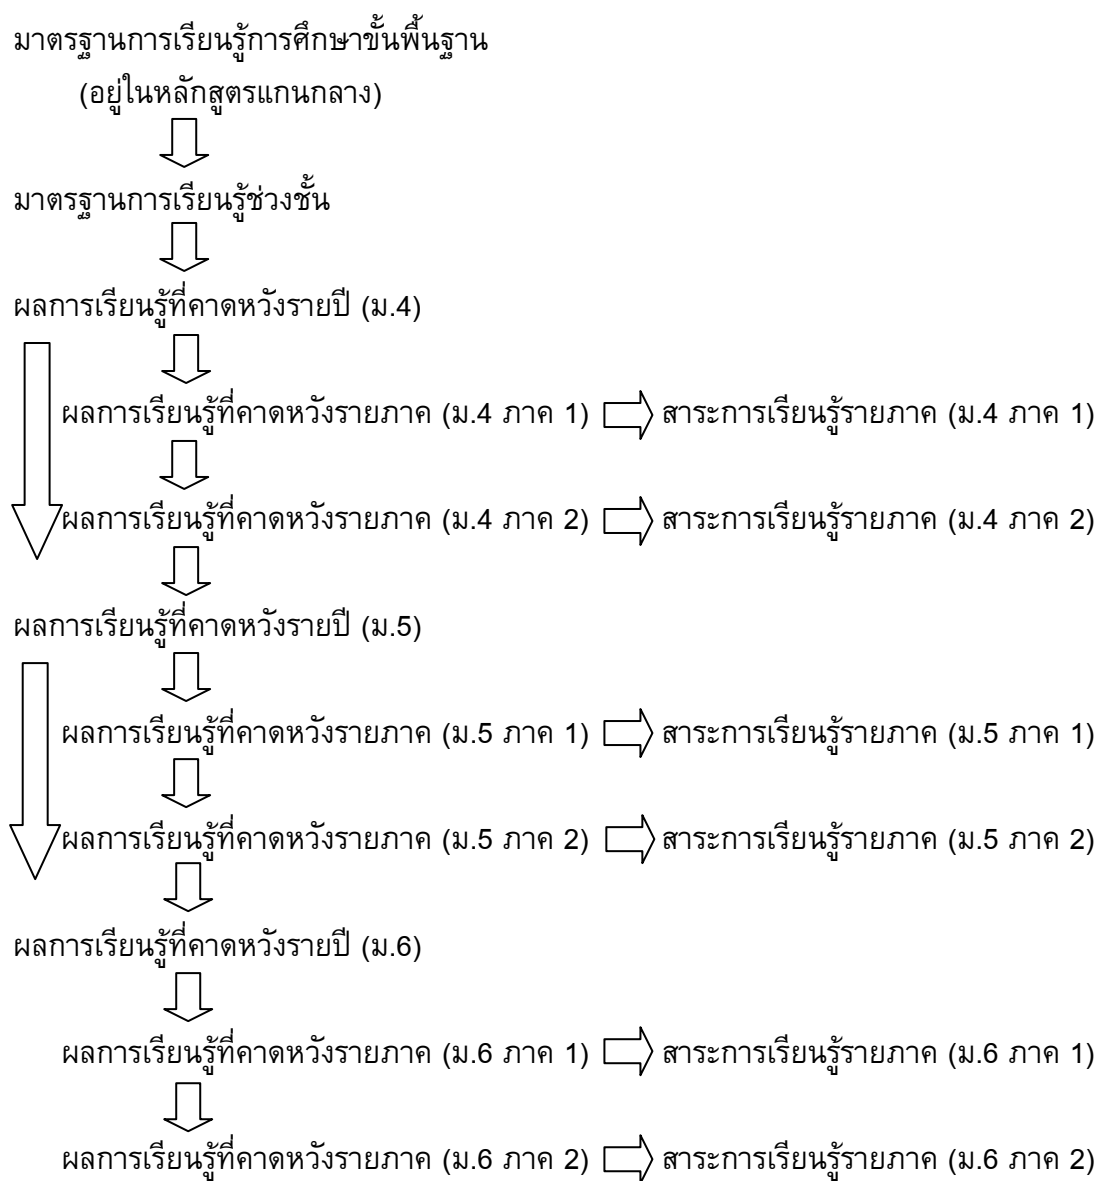 มาตรฐานการเรียนรู้การศึกษาขั้นพื้นฐาน
(อยู่ในหลักสูตรแกนกลาง)
มาตรฐานการเรียนรู้ช่วงชั้น
ผลการเรียนรู้ที่คาดหวังรายปี (ม.4)
ผลการเรียนรู้ที่คาดหวังรายภาค (ม.4 ภาค 1) สาระการเรียนรู้รายภาค (ม.4 ภาค 1)
ผลการเรียนรู้ที่คาดหวังรายภาค (ม.4 ภาค 2) สาระการเรียนรู้รายภาค (ม.4 ภาค 2)
ผลการเรียนรู้ที่คาดหวังรายปี (ม.5)
ผลการเรียนรู้ที่คาดหวังรายภาค (ม.5 ภาค 1) สาระการเรียนรู้รายภาค (ม.5 ภาค 1)
ผลการเรียนรู้ที่คาดหวังรายภาค (ม.5 ภาค 2) สาระการเรียนรู้รายภาค (ม.5 ภาค 2)
ผลการเรียนรู้ที่คาดหวังรายปี (ม.6)
ผลการเรียนรู้ที่คาดหวังรายภาค (ม.6 ภาค 1) สาระการเรียนรู้รายภาค (ม.6 ภาค 1)
ผลการเรียนรู้ที่คาดหวังรายภาค (ม.6 ภาค 2) สาระการเรียนรู้รายภาค (ม.6 ภาค 2)